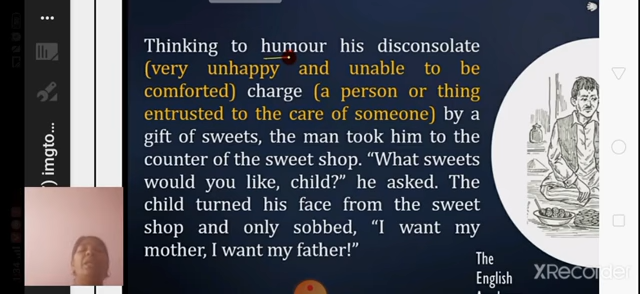 Thinking to humour his disconsolate
(very unhappy and unable to be
comforted) charge (a person or thing
entrusted to the care of someone) by a
gift of sweets, the man took him to the
counter of the sweet shop. “What sweets
would you like, child?” he asked. The
child turned his face from the sweet
shop and only sobbed, “I want my
mother, I want my father!”
The
English
XRecorder
) imgto...